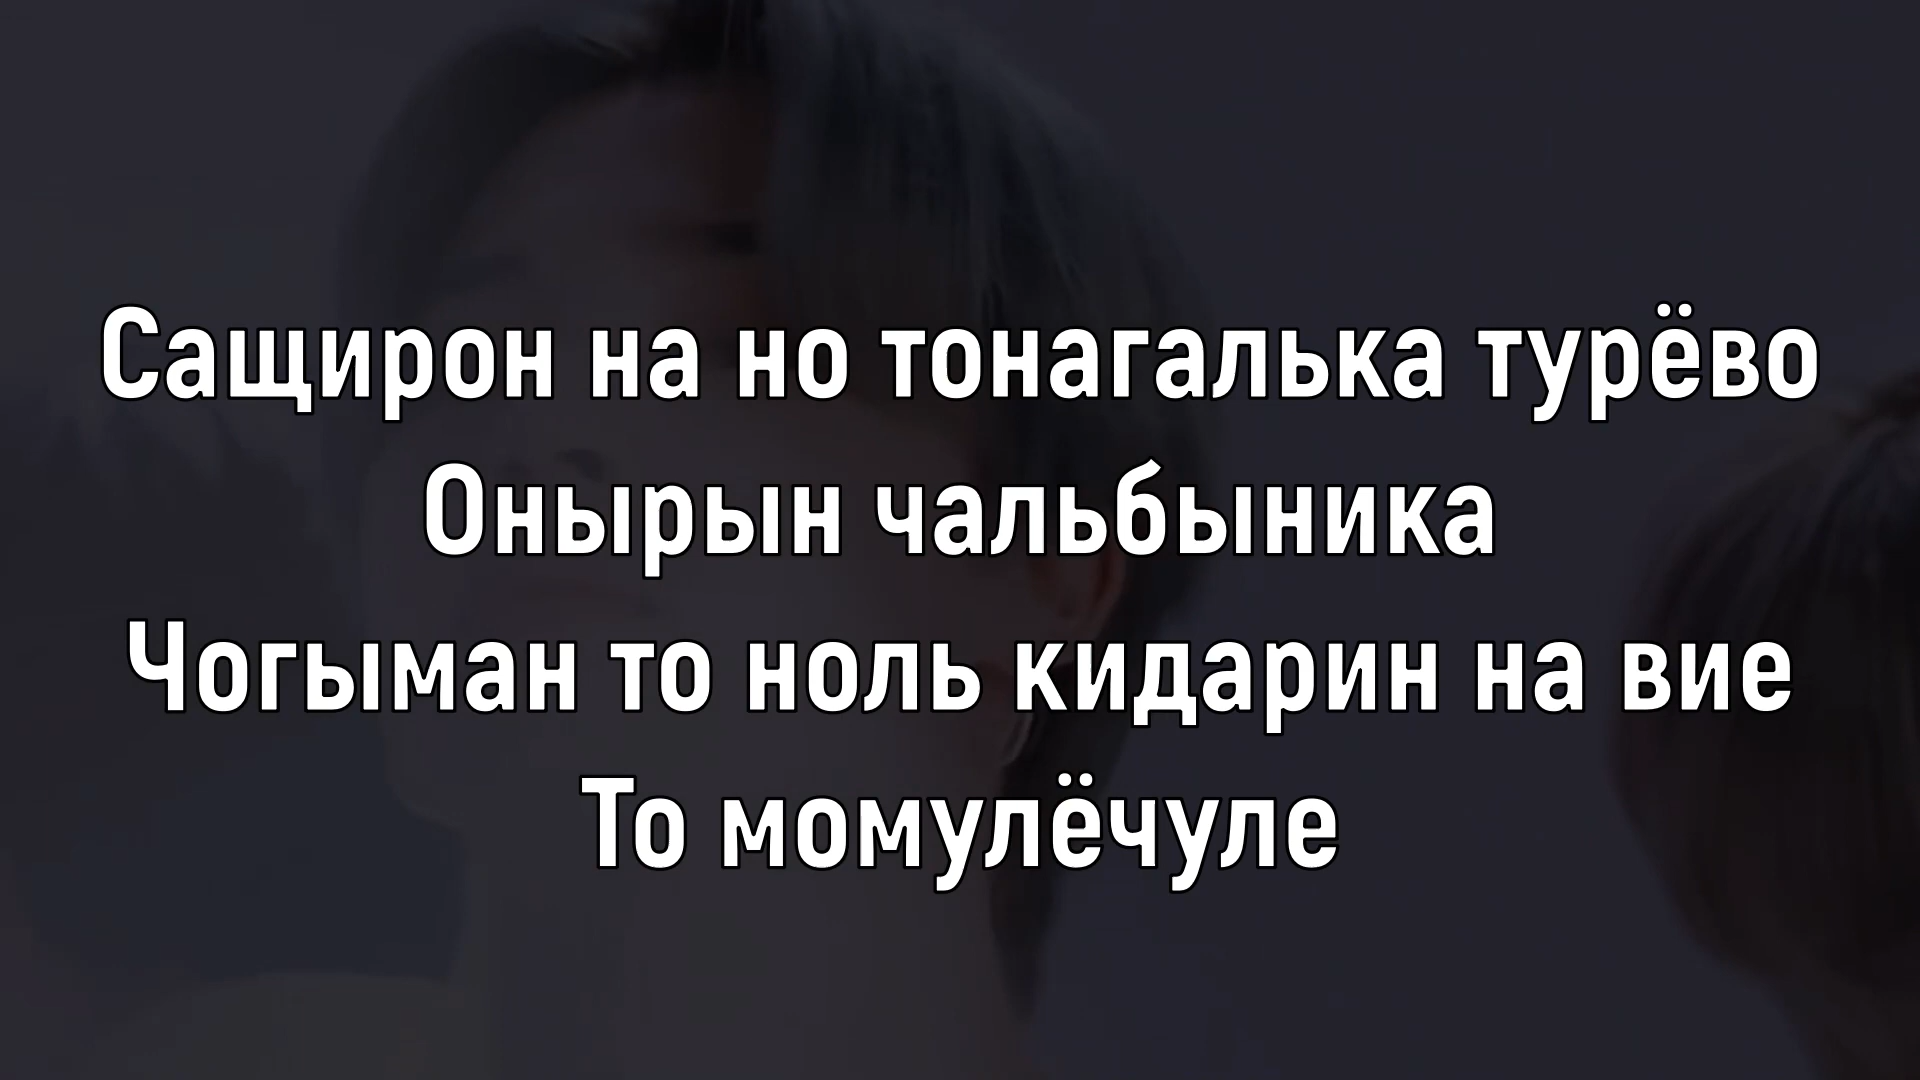 Сащирон на но тонагалька турёво
Онырын чальбыника
Чогыман то ноль кидарин на вие
То момулёчуле